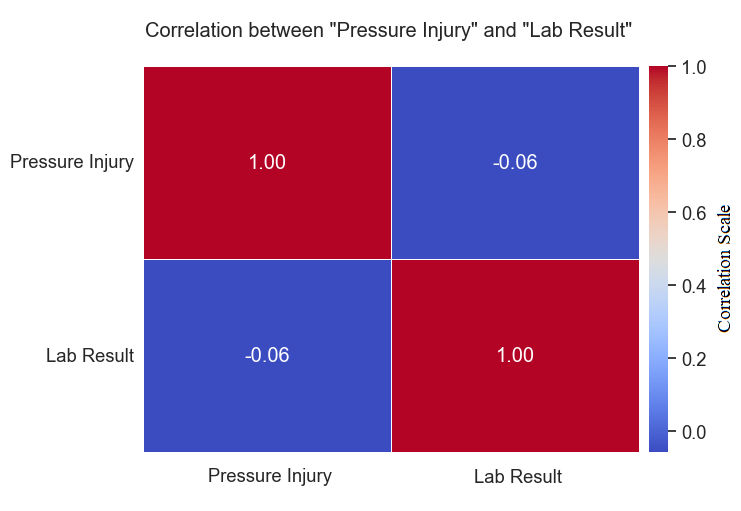 Correlation between "Pressure Injury" and "Lab Result"
1.0
Pressure Injury
1.00
-0.06
0.8
0.6
Correlation Scale
0.4
Lab Result
-0.06
1.00
0.2
0.0
Pressure Injury
Lab Result